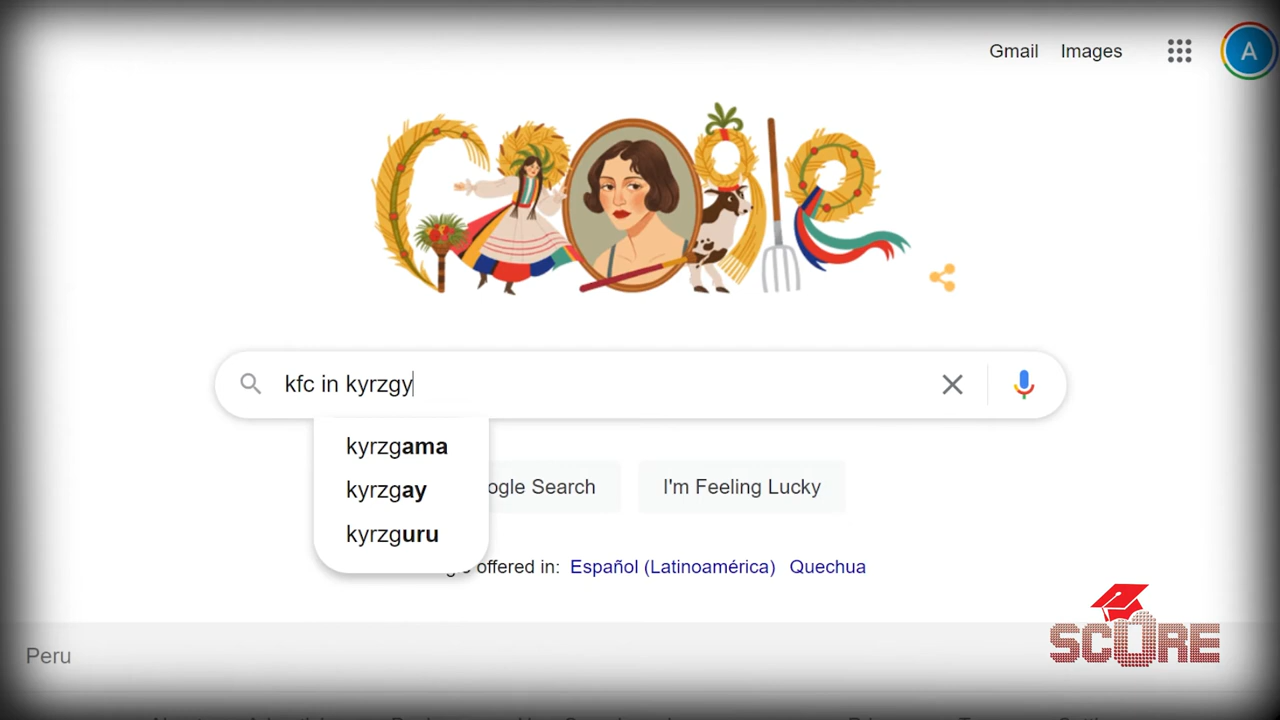 Gmail Images
A
Google
kfc in kyrzgy
kyrzgama
kyrzgay
kyrzguru
ogle Search
I'm Feeling Lucky
offered in: Español (Latinoamérica) Quechua
SCORE
Peru